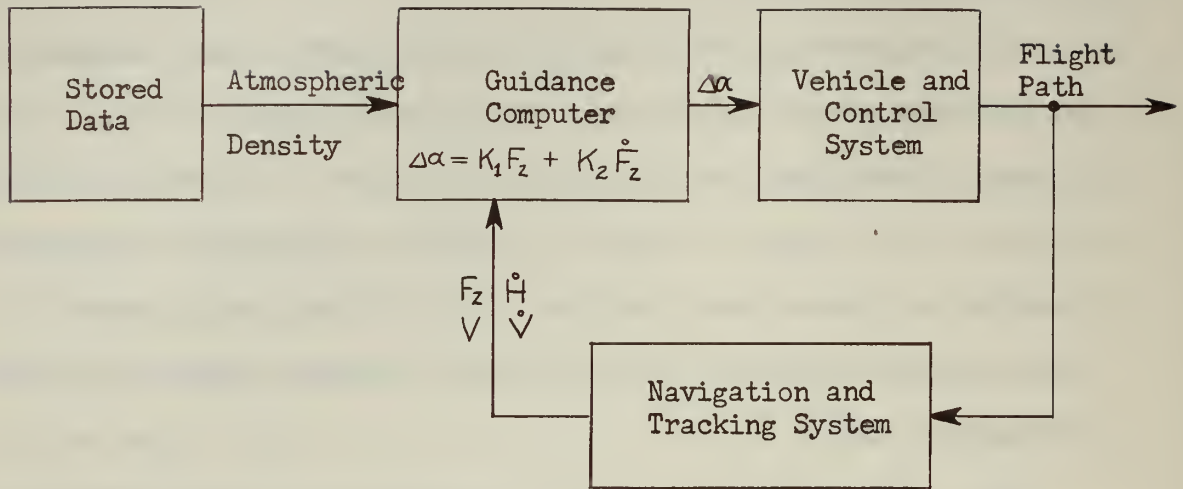 Stored
Data
Atmospheric
Density
Guidance
Computer
Δα = K₁F_z + K₂F̊_z
Δα
Vehicle and
Control
System
Flight
Path
F_z H̊
V V̊
Navigation and
Tracking System